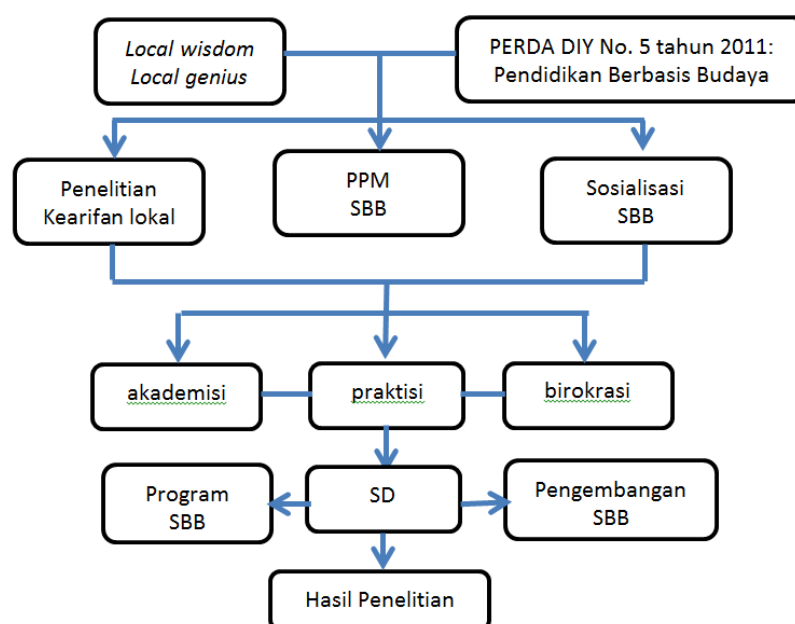 Local wisdom
Local genius
PERDA DIY No. 5 tahun 2011:
Pendidikan Berbasis Budaya
Penelitian
Kearifan lokal
PPM
SBB
Sosialisasi
SBB
akademisi
praktisi
birokrasi
Program
SBB
SD
Pengembangan
SBB
Hasil Penelitian